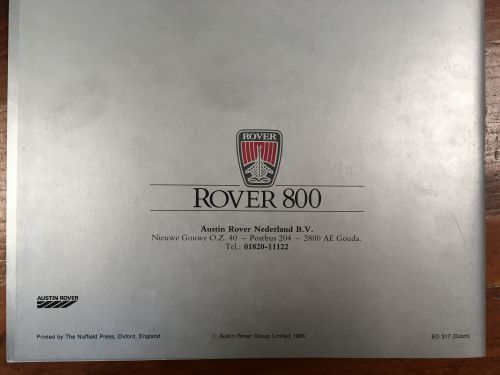 ROVER
ROVER 800
Austin Rover Nederland B.V.
Nieuwe Gouwe O.Z. 40 – Postbus 204 – 2800 AE Gouda.
Tel.: 01820-11122
AUSTIN ROVER
Printed by The Nuffield Press, Oxford, England
© Austin Rover Group Limited 1986
EO 317 (Dutch)